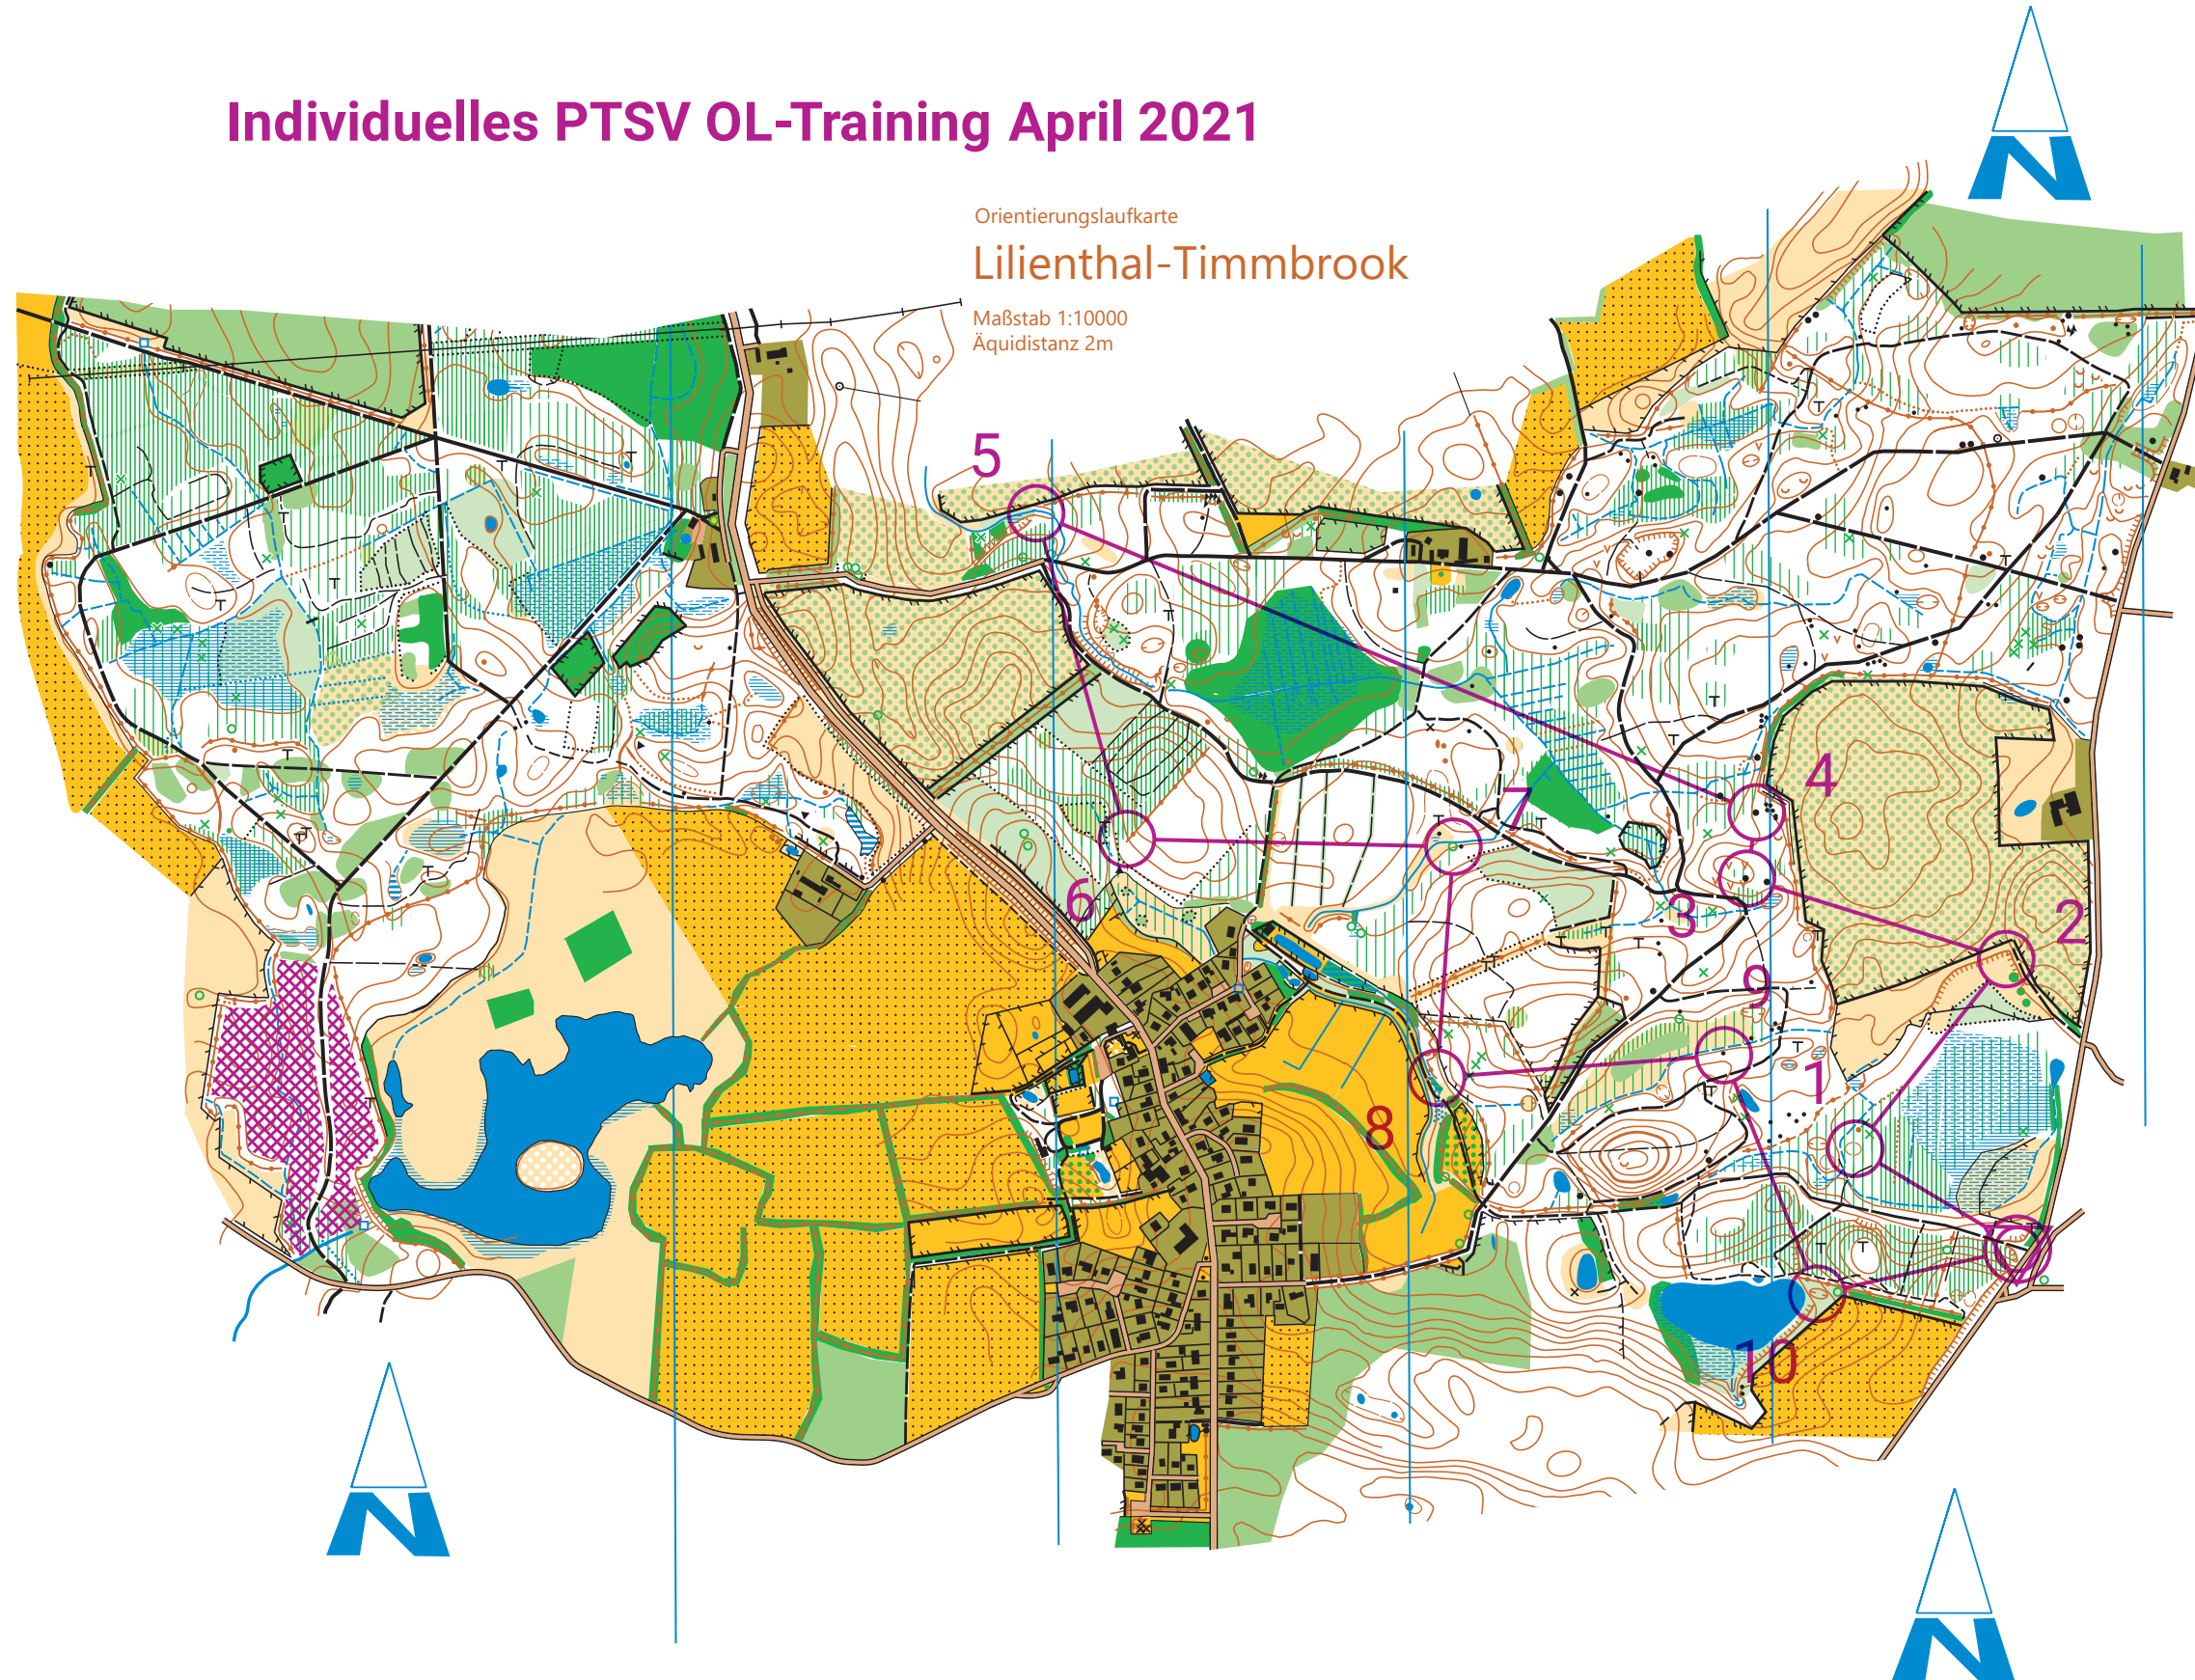 Individuelles PTSV OL-Training April 2021
Orientierungslaufkarte
Lilienthal-Timmbrook
Maßstab 1:10000
Äquidistanz 2m
N
5
4
7
6
3
2
9
1
8
10
N
N